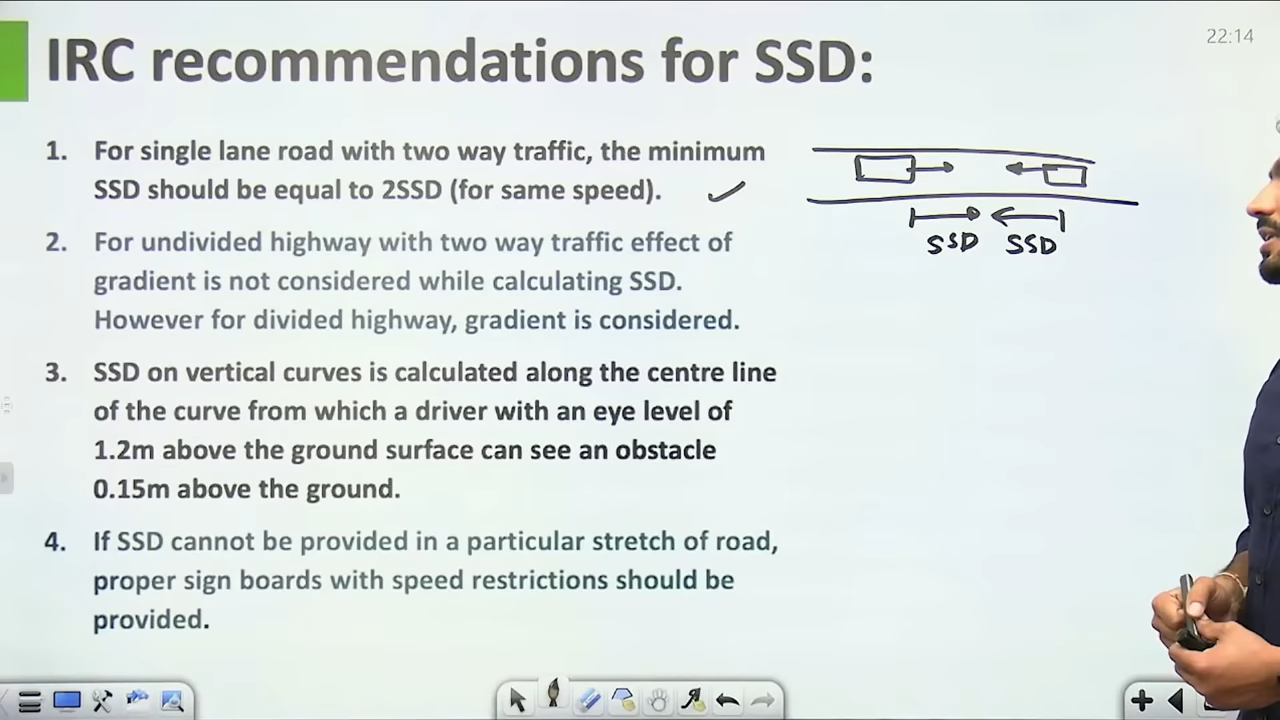 IRC recommendations for SSD:
22:14
1. For single lane road with two way traffic, the minimum
SSD should be equal to 2SSD (for same speed).
SSD SSD
2. For undivided highway with two way traffic effect of
gradient is not considered while calculating SSD.
However for divided highway, gradient is considered.
3. SSD on vertical curves is calculated along the centre line
of the curve from which a driver with an eye level of
1.2m above the ground surface can see an obstacle
0.15m above the ground.
4. If SSD cannot be provided in a particular stretch of road,
proper sign boards with speed restrictions should be
provided.